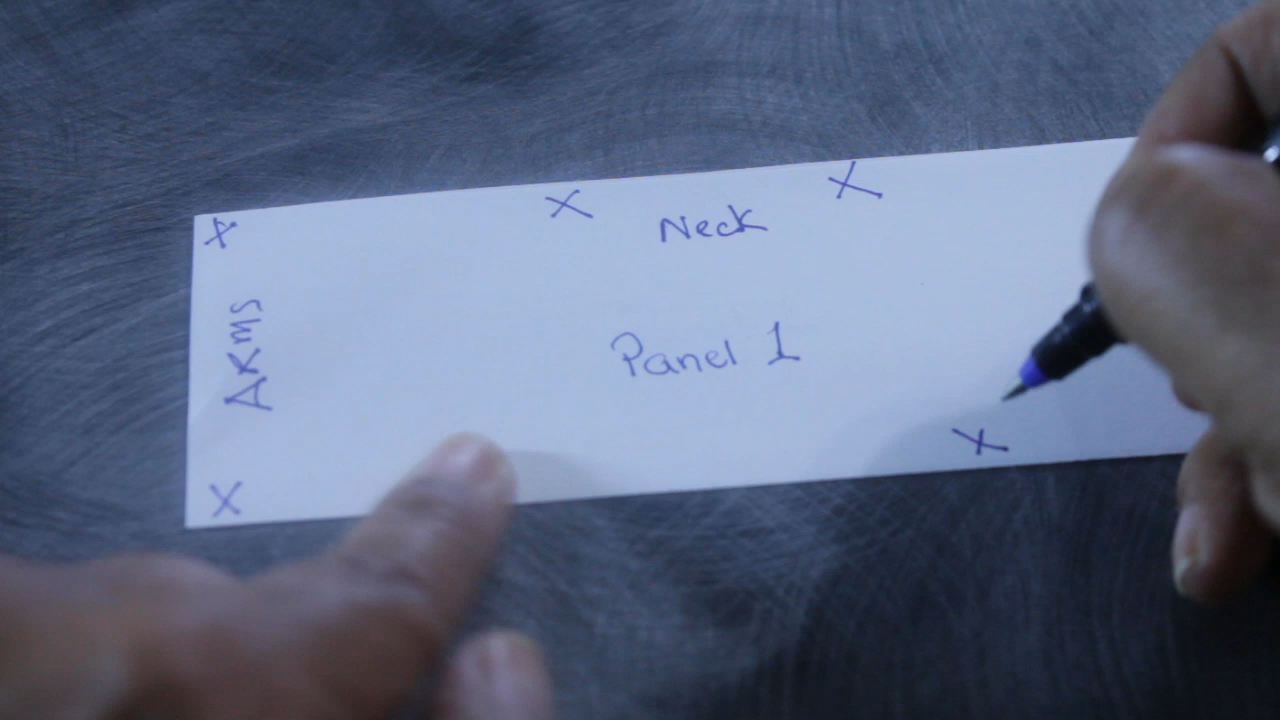 X X X
Neck
ARMS
Panel 1
X X